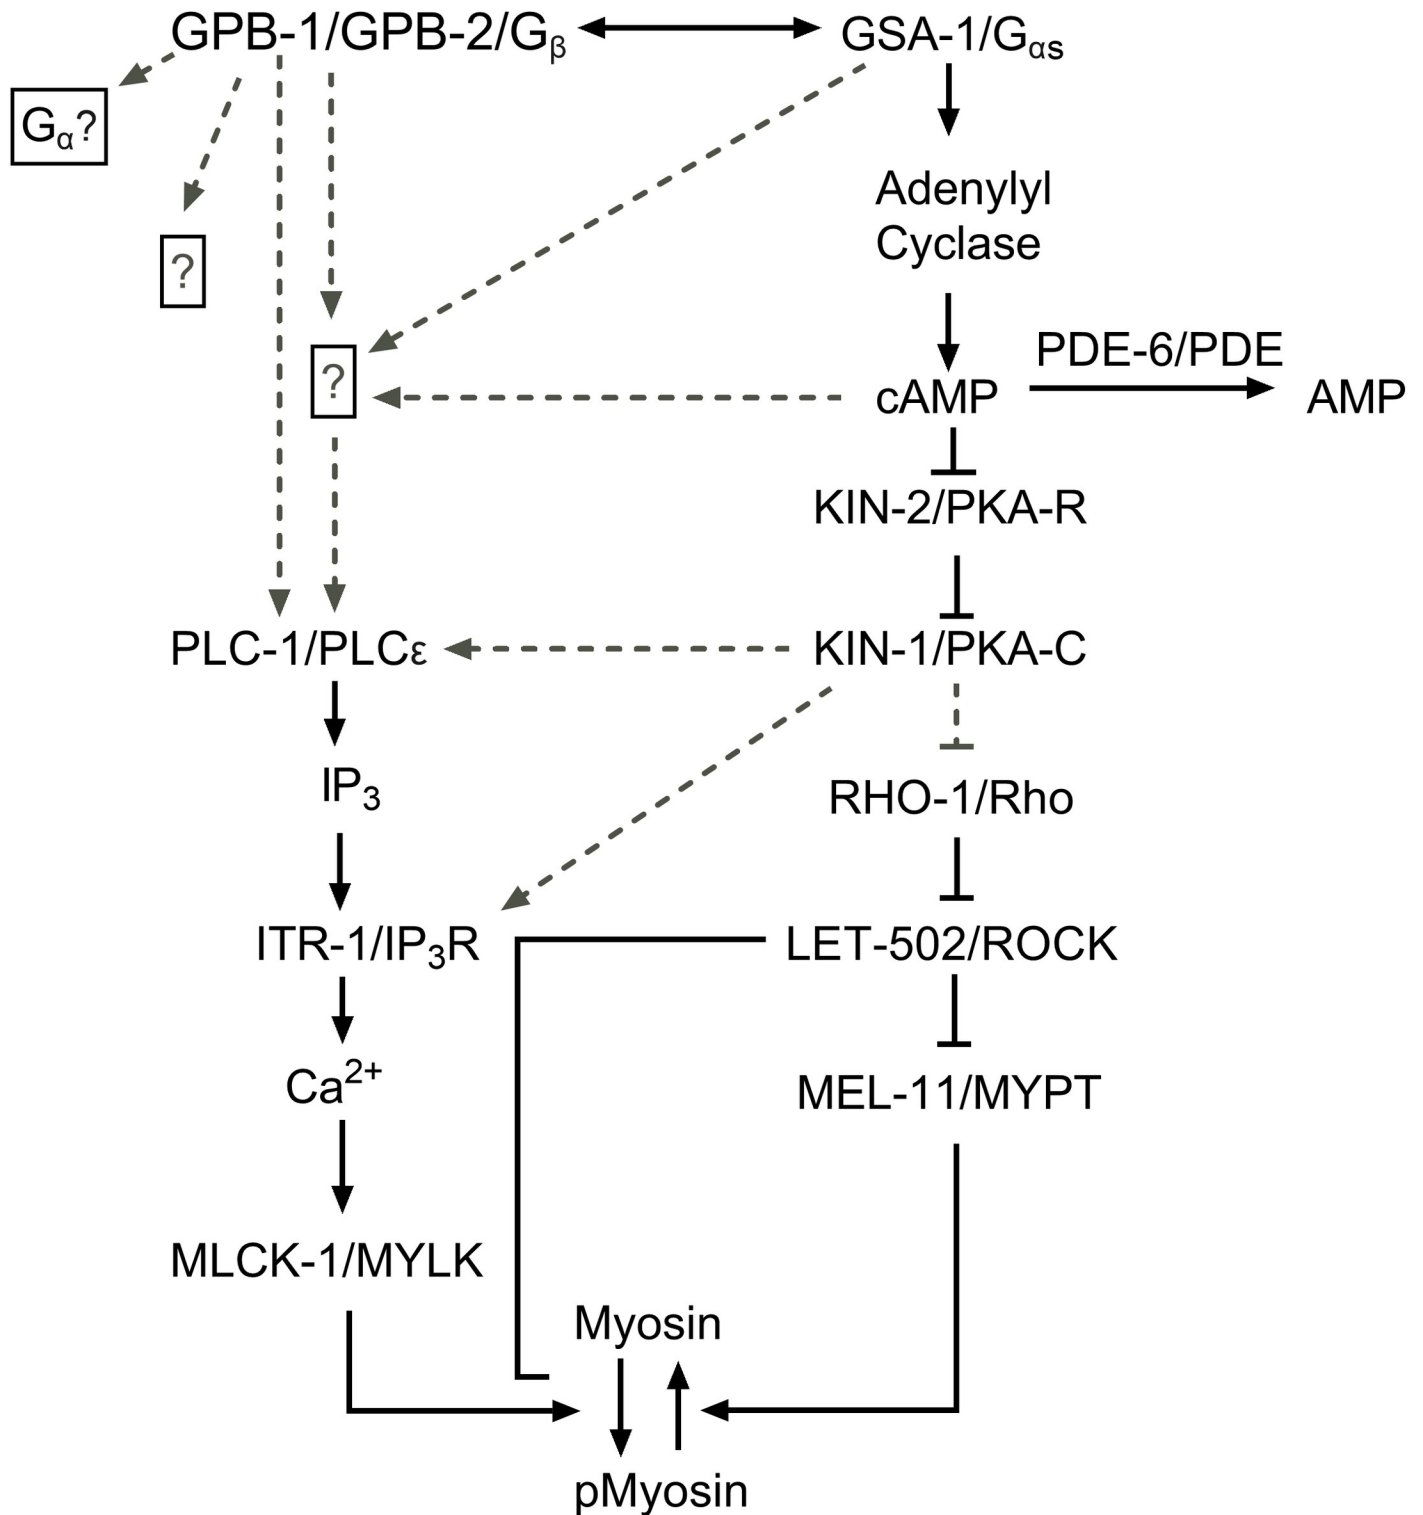 GPB-1/GPB-2/Gβ
GSA-1/Gαs
Gα?
Adenylyl
Cyclase
?
PDE-6/PDE
?
cAMP
AMP
KIN-2/PKA-R
PLC-1/PLCε
KIN-1/PKA-C
IP3
RHO-1/Rho
ITR-1/IP3R
LET-502/ROCK
Ca2+
MEL-11/MYPT
MLCK-1/MYLK
Myosin
pMyosin